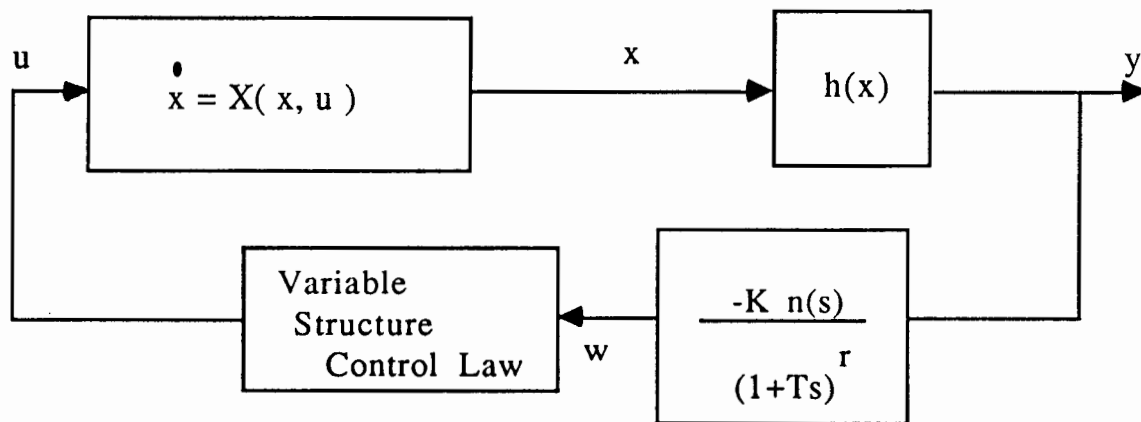 u
ẋ = X( x, u )
x
h(x)
y
Variable
Structure
Control Law
w
-K n(s)
(1+Ts)^r